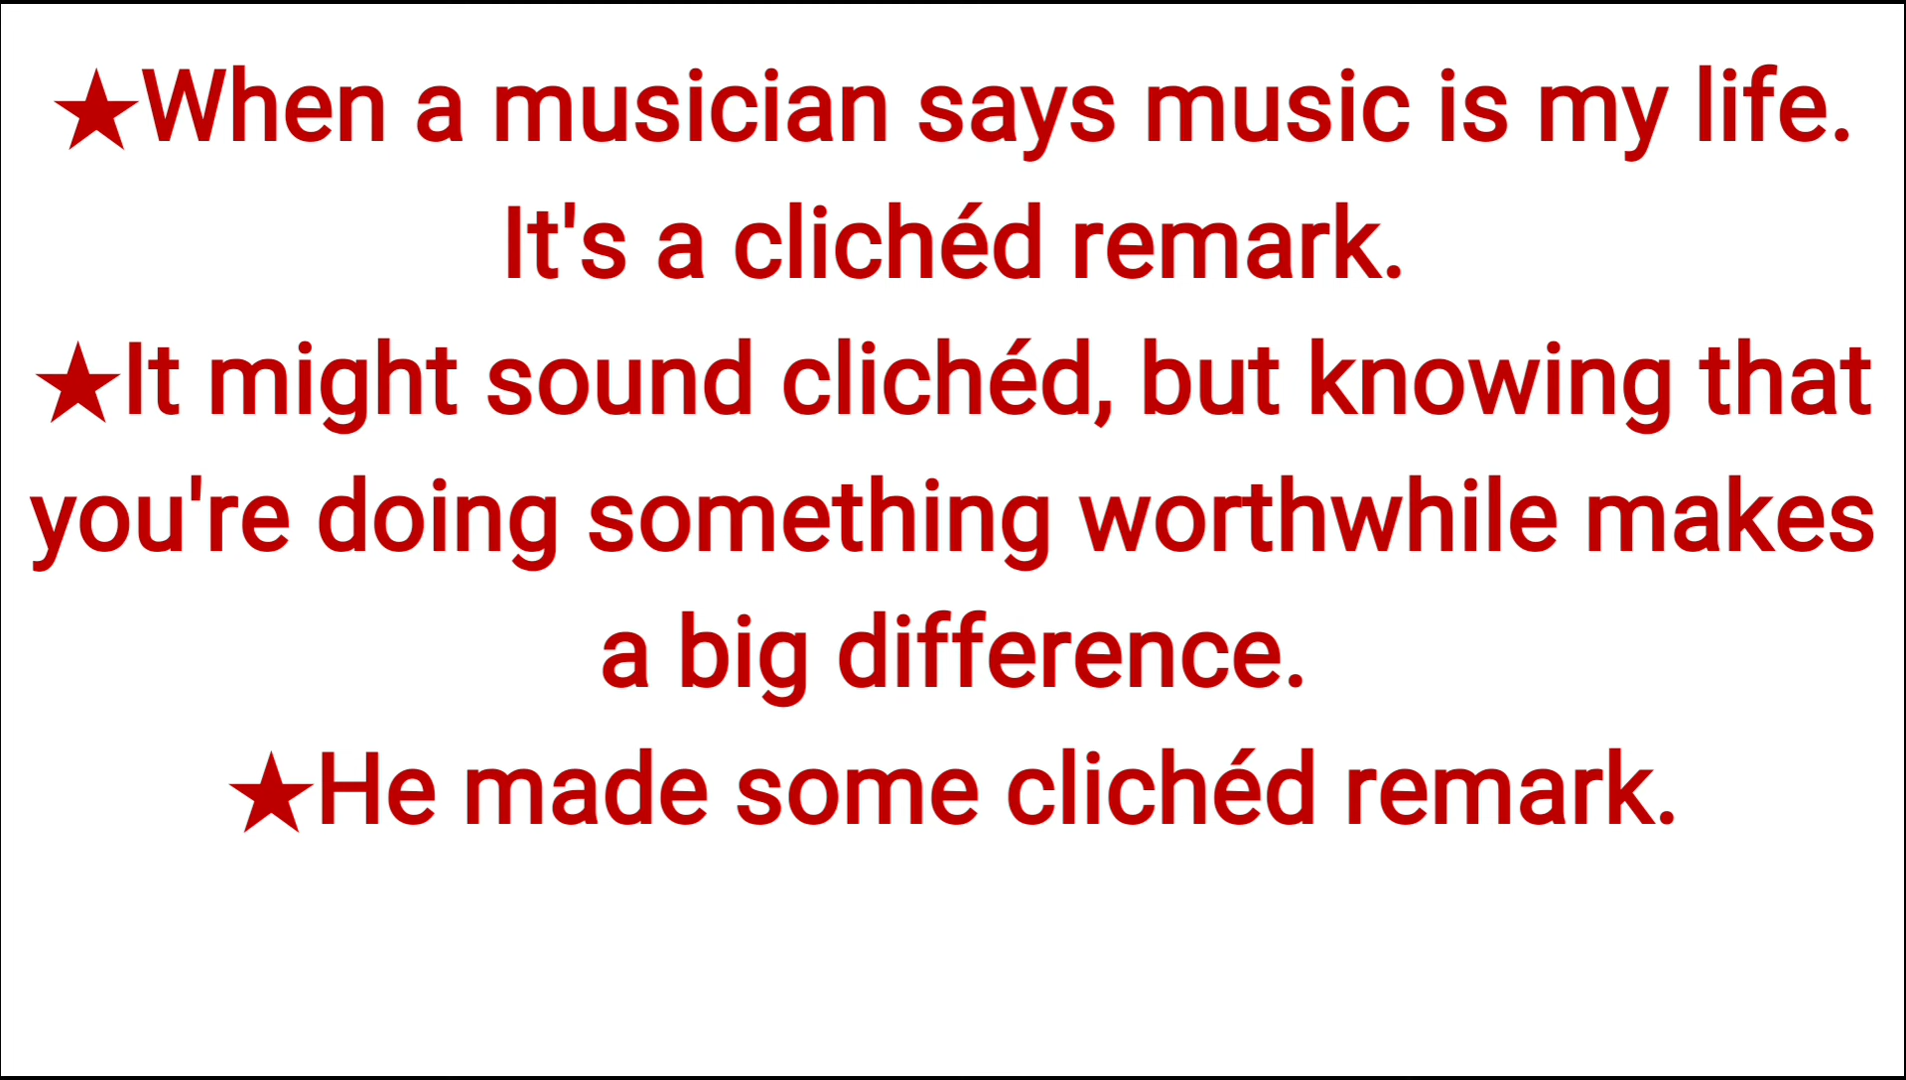 ★When a musician says music is my life.
It's a clichéd remark.
★It might sound clichéd, but knowing that
you're doing something worthwhile makes
a big difference.
★He made some clichéd remark.